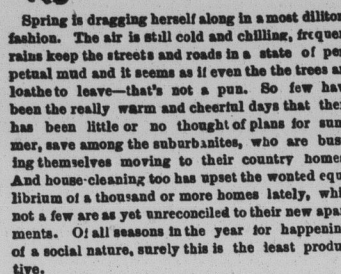 Spring is dragging herself along in a most dilitor
fashion. The air is still cold and chilling, frequen
rains keep the streets and roads in a state of per
petual mud and it seems as if even the the trees a
loathe to leave—that's not a pun. So few hav
been the really warm and cheerful days that the
has been little or no thought of plans for sum
mer, save among the suburbanites, who are bus
ing themselves moving to their country home
And house-cleaning too has upset the wonted equ
librium of a thousand or more homes lately, whi
not a few are as yet unreconciled to their new apa
ments. Of all seasons in the year for happenin
of a social nature, surely this is the least produ
tive.